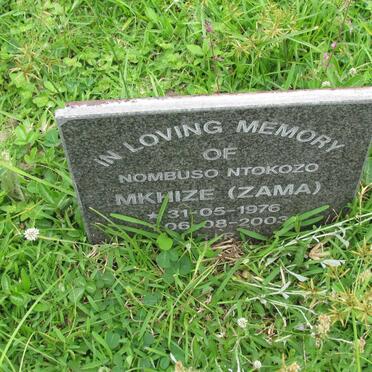 IN LOVING MEMORY
OF
NOMBUSO NTOKOZO
MKHIZE (ZAMA)
* 31-05-1976
06-08-2003